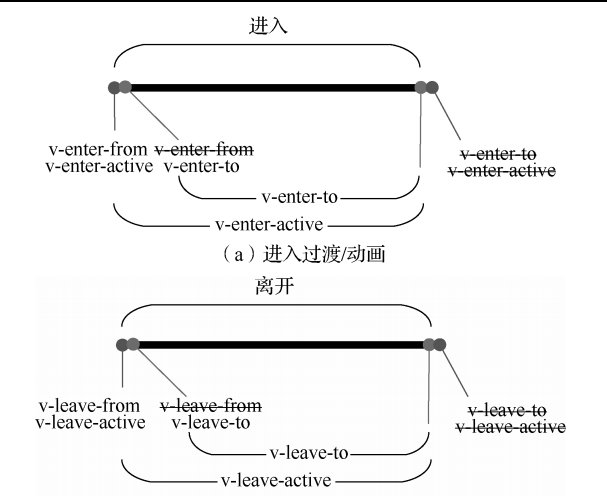 进入
v-enter-from v-enter-from
v-enter-active v-enter-to
v-enter-to
v-enter-active
v-enter-to
v-enter-active
（a）进入过渡/动画
离开
v-leave-from v-leave-from
v-leave-active v-leave-to
v-leave-to
v-leave-active
v-leave-to
v-leave-active